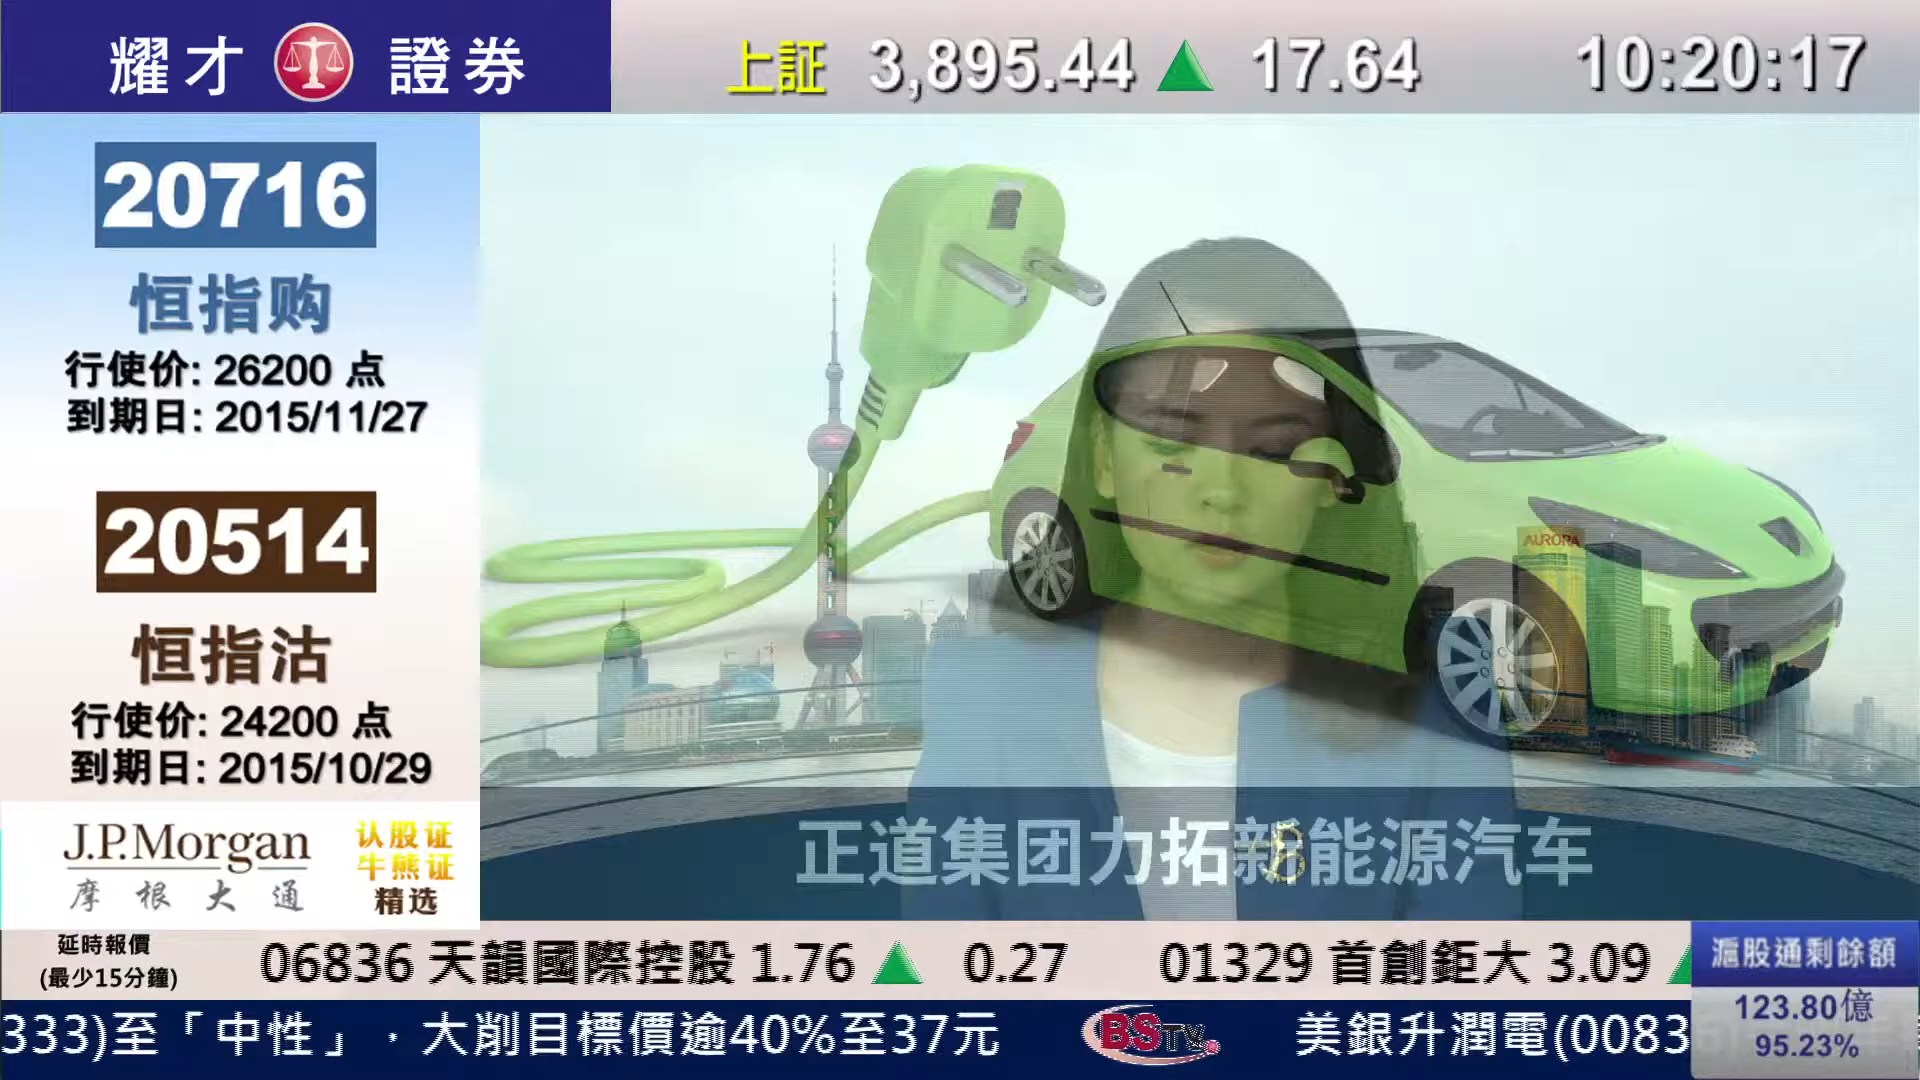 耀才 證券
上証 3,895.44 ▲ 17.64 10:20:17
20716
恒指购
行使价: 26200 点
到期日: 2015/11/27
20514
恒指沽
行使价: 24200 点
到期日: 2015/10/29
J.P.Morgan
摩根大通
认股证
牛熊证
精选
AURORA
正道集团力拓新能源汽车
延時報價
(最少15分鐘)
06836 天韻國際控股 1.76 ▲ 0.27 01329 首創鉅大 3.09 ▲
滬股通剩餘額
123.80億
95.23%
333)至「中性」﹒大削目標價逾40%至37元 BSTV 美銀升潤電(0083